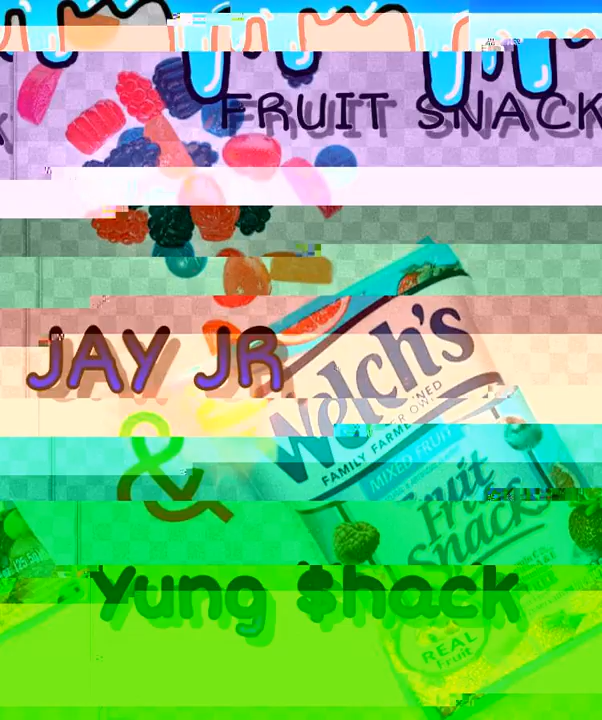 FRUIT SNACK
JAY JR
Welch's
FAMILY FARMER OWNED
MIXED FRUIT
Fruit
Snacks
&
Yung $hack
REAL
Fruit